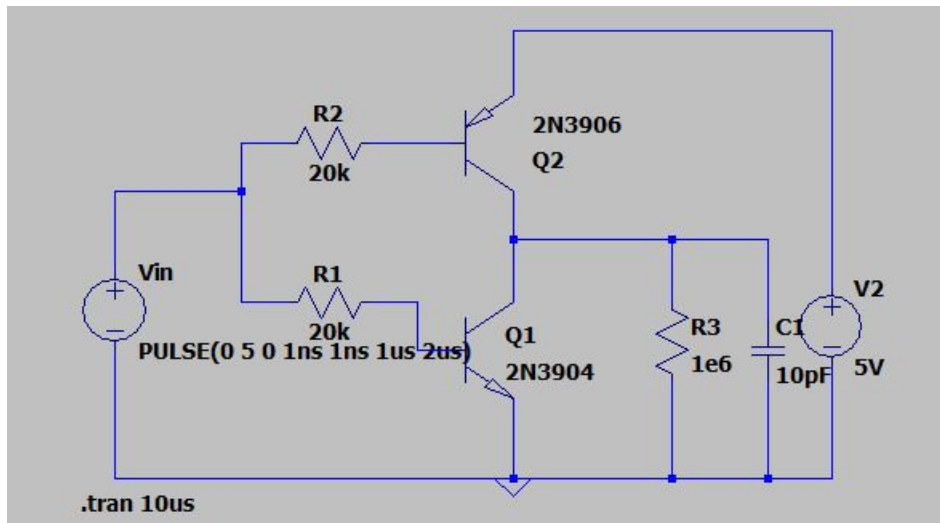 R2
20k
2N3906
Q2
Vin
R1
20k
PULSE(0 5 0 1ns 1ns 1us 2us)
Q1
2N3904
R3
1e6
C1
10pF
V2
5V
.tran 10us